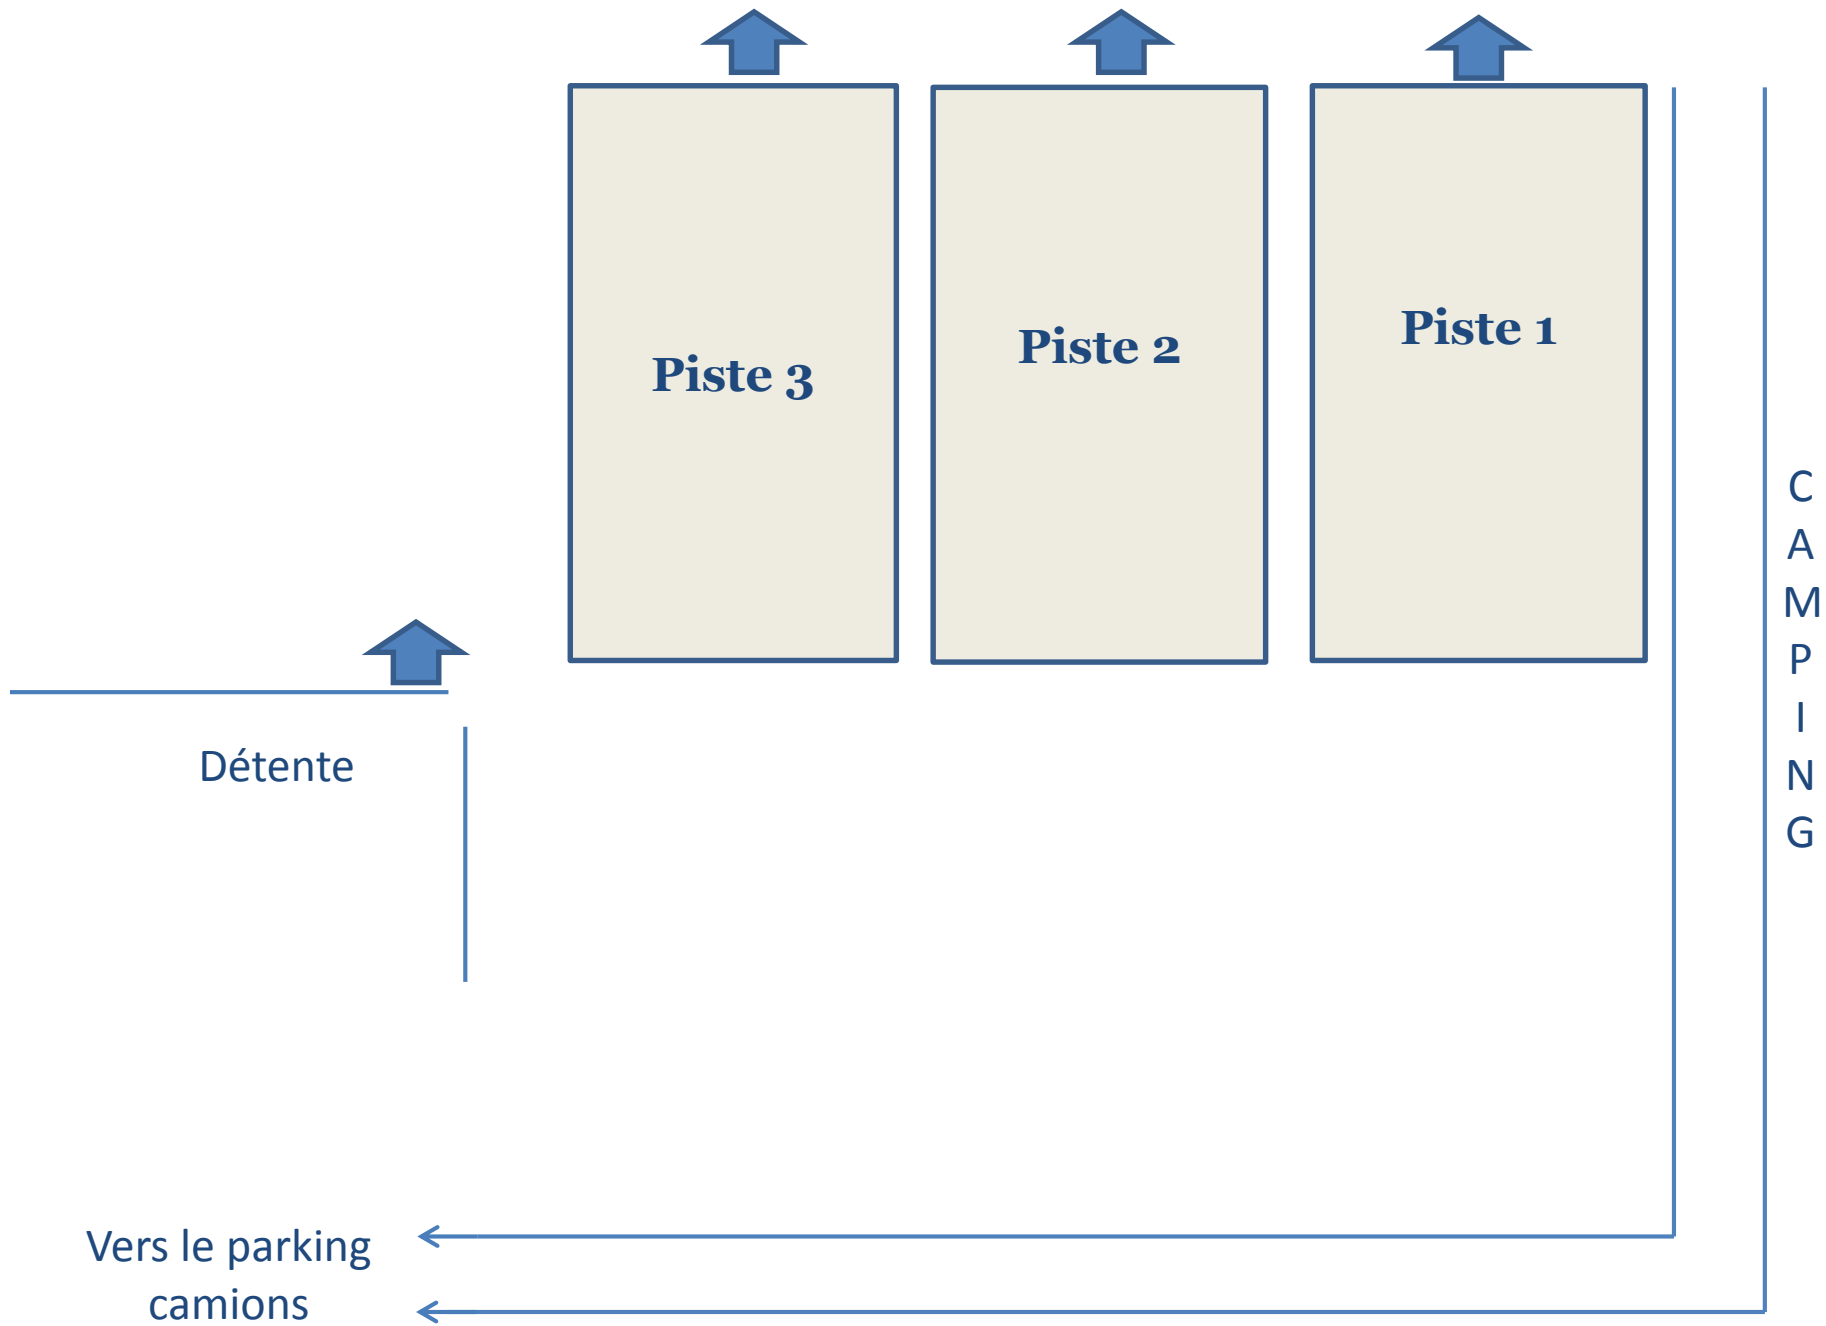 Piste 3
Piste 2
Piste 1
C
A
M
P
I
N
G
Détente
Vers le parking
camions